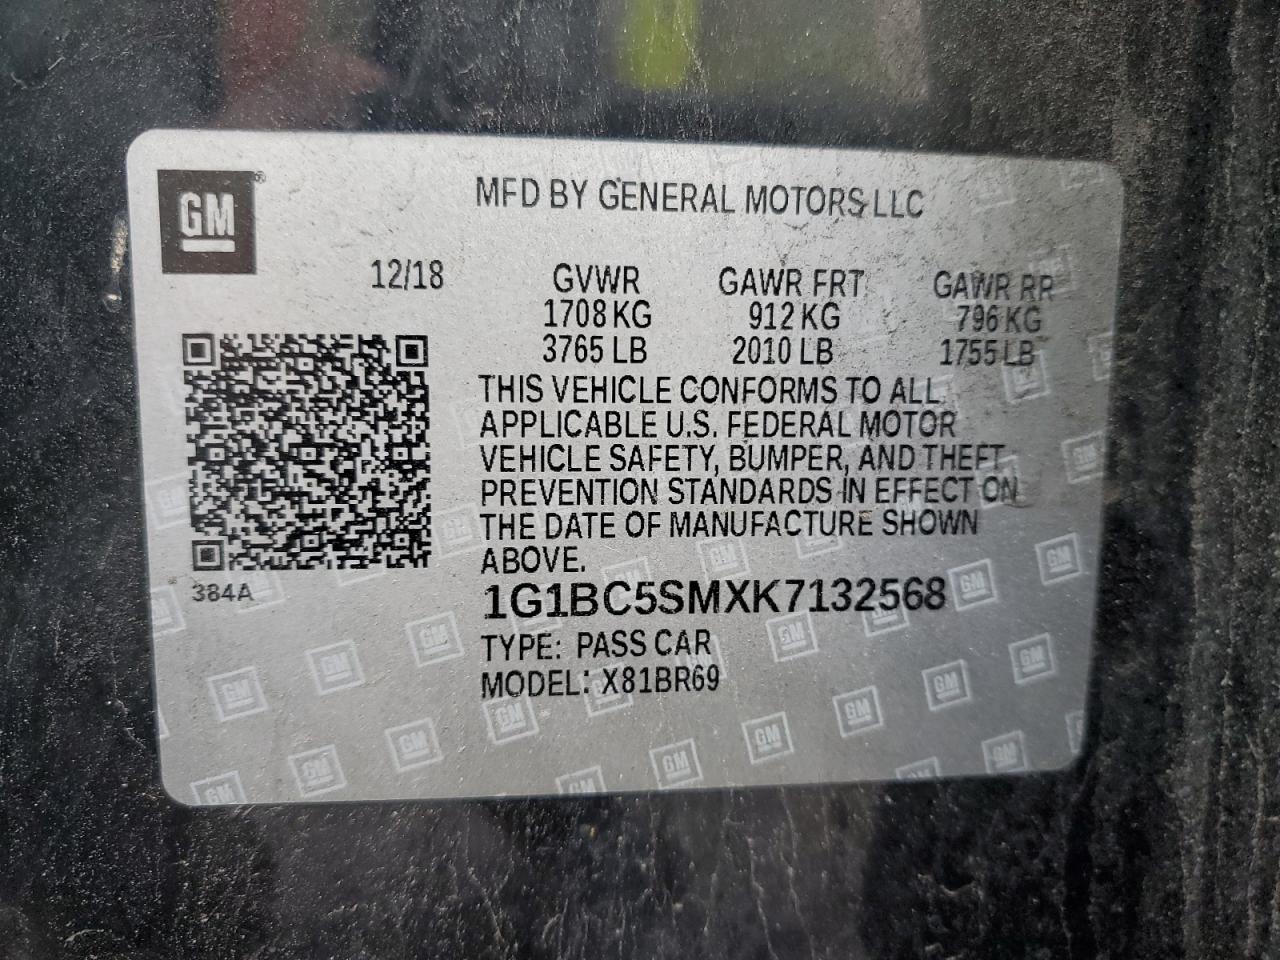 GM
MFD BY GENERAL MOTORS LLC
12/18 GVWR GAWR FRT GAWR RR
1708 KG 912 KG 796 KG
3765 LB 2010 LB 1755 LB
THIS VEHICLE CONFORMS TO ALL
APPLICABLE U.S. FEDERAL MOTOR
VEHICLE SAFETY, BUMPER, AND THEFT
PREVENTION STANDARDS IN EFFECT ON
THE DATE OF MANUFACTURE SHOWN
ABOVE.
384A
1G1BC5SMXK7132568
TYPE: PASS CAR
MODEL: X81BR69